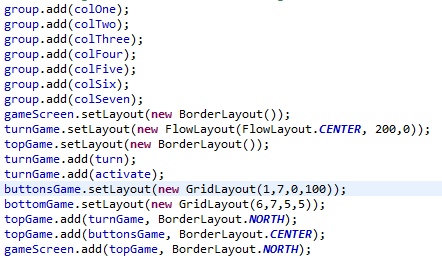 group.add(colOne);
group.add(colTwo);
group.add(colThree);
group.add(colFour);
group.add(colFive);
group.add(colSix);
group.add(colSeven);
gameScreen.setLayout(new BorderLayout());
turnGame.setLayout(new FlowLayout(FlowLayout.CENTER, 200,0));
topGame.setLayout(new BorderLayout());
turnGame.add(turn);
turnGame.add(activate);
buttonsGame.setLayout(new GridLayout(1,7,0,100));
bottomGame.setLayout(new GridLayout(6,7,5,5));
topGame.add(turnGame, BorderLayout.NORTH);
topGame.add(buttonsGame, BorderLayout.CENTER);
gameScreen.add(topGame, BorderLayout.NORTH);